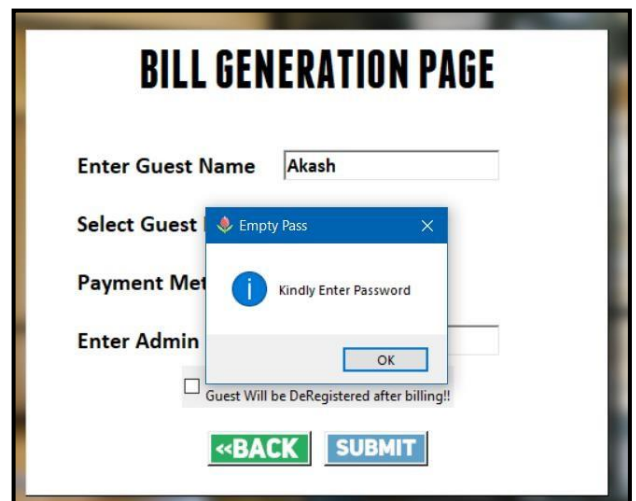 BILL GENERATION PAGE
Enter Guest Name Akash
Select Guest
Empty Pass
Payment Met
Kindly Enter Password
Enter Admin
OK
Guest Will be DeRegistered after billing!!
<<BACK SUBMIT